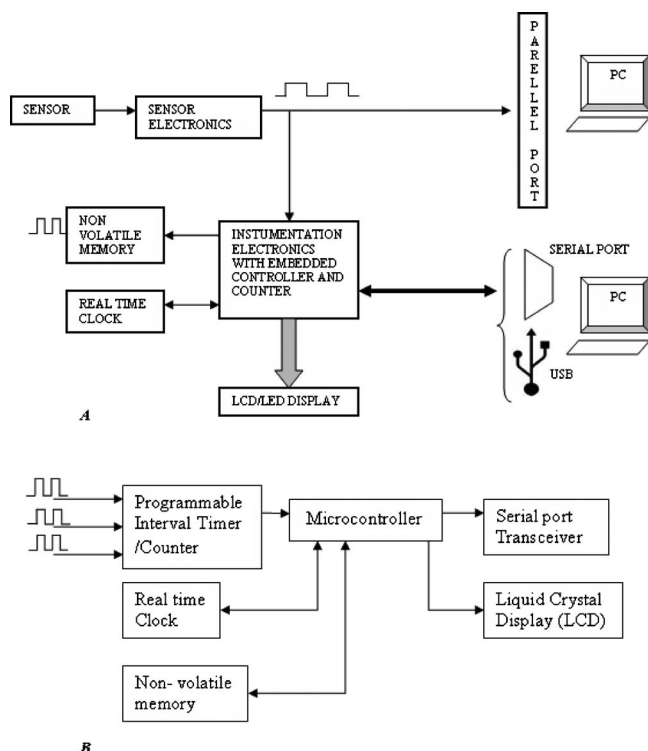 SENSOR
SENSOR
ELECTRONICS
PARELLEL PORT
PC
NON
VOLATILE
MEMORY
INSTUMENTATION
ELECTRONICS
WITH EMBEDDED
CONTROLLER AND
COUNTER
SERIAL PORT
PC
REAL TIME
CLOCK
USB
LCD/LED DISPLAY
A
Programmable
Interval Timer
/Counter
Microcontroller
Serial port
Transceiver
Real time
Clock
Liquid Crystal
Display (LCD)
Non- volatile
memory
B